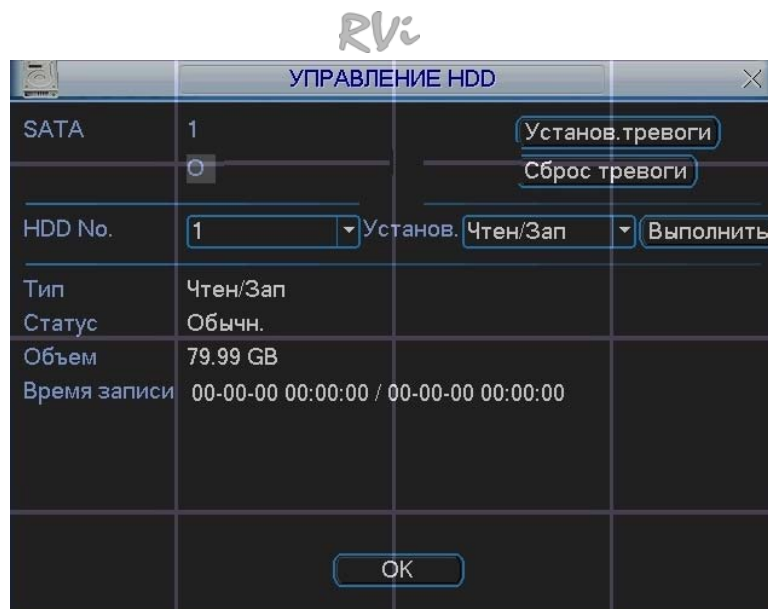 RVi
УПРАВЛЕНИЕ HDD
SATA 1 Установ.тревоги
O Сброс тревоги
HDD No. 1 Установ. Чтен/Зап Выполнить
Тип Чтен/Зап
Статус Обычн.
Объем 79.99 GB
Время записи 00-00-00 00:00:00 / 00-00-00 00:00:00
OK